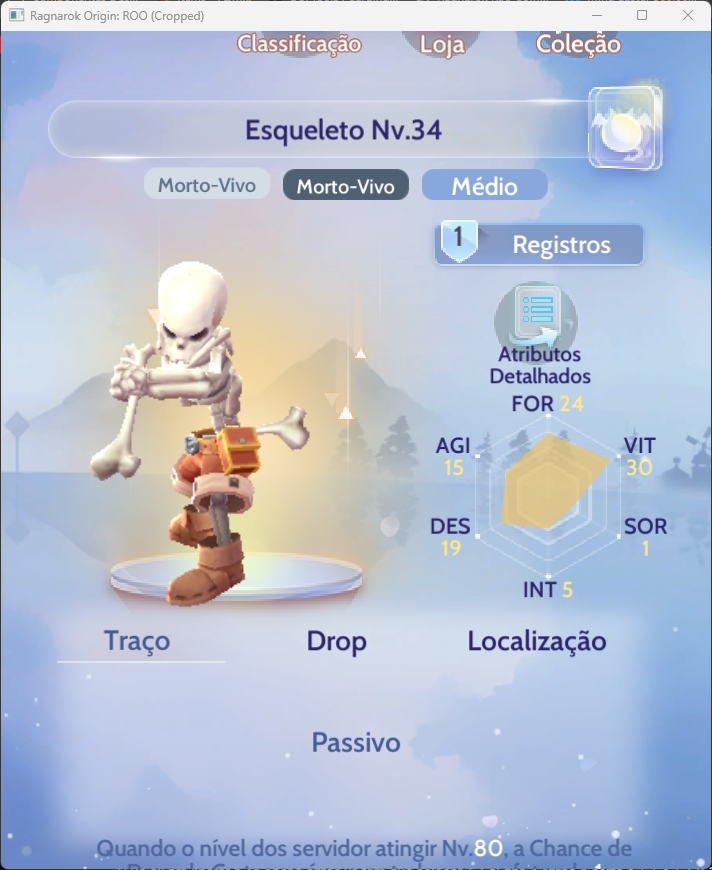 Ragnarok Origin: ROO (Cropped)
Classificação
Loja
Coleção
Esqueleto Nv.34
Morto-Vivo
Morto-Vivo
Médio
1
Registros
Atributos
Detalhados
FOR 24
AGI
15
VIT
30
DES
19
SOR
1
INT 5
Traço
Drop
Localização
Passivo
Quando o nível dos servidor atingir Nv.80, a Chance de